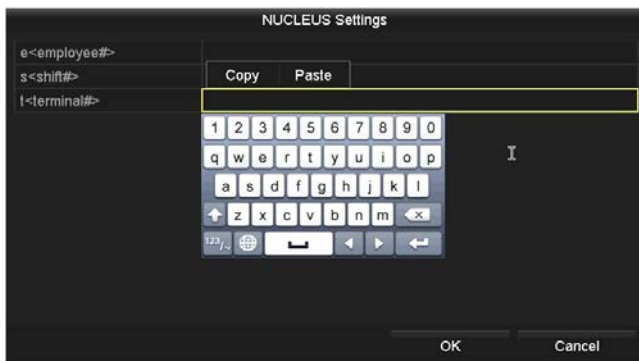 NUCLEUS Settings
e<employee#>
s<shift#>
Copy Paste
t<terminal#>
1 2 3 4 5 6 7 8 9 0
q w e r t y u i o p
a s d f g h j k l
z x c v b n m
123/.,
OK Cancel